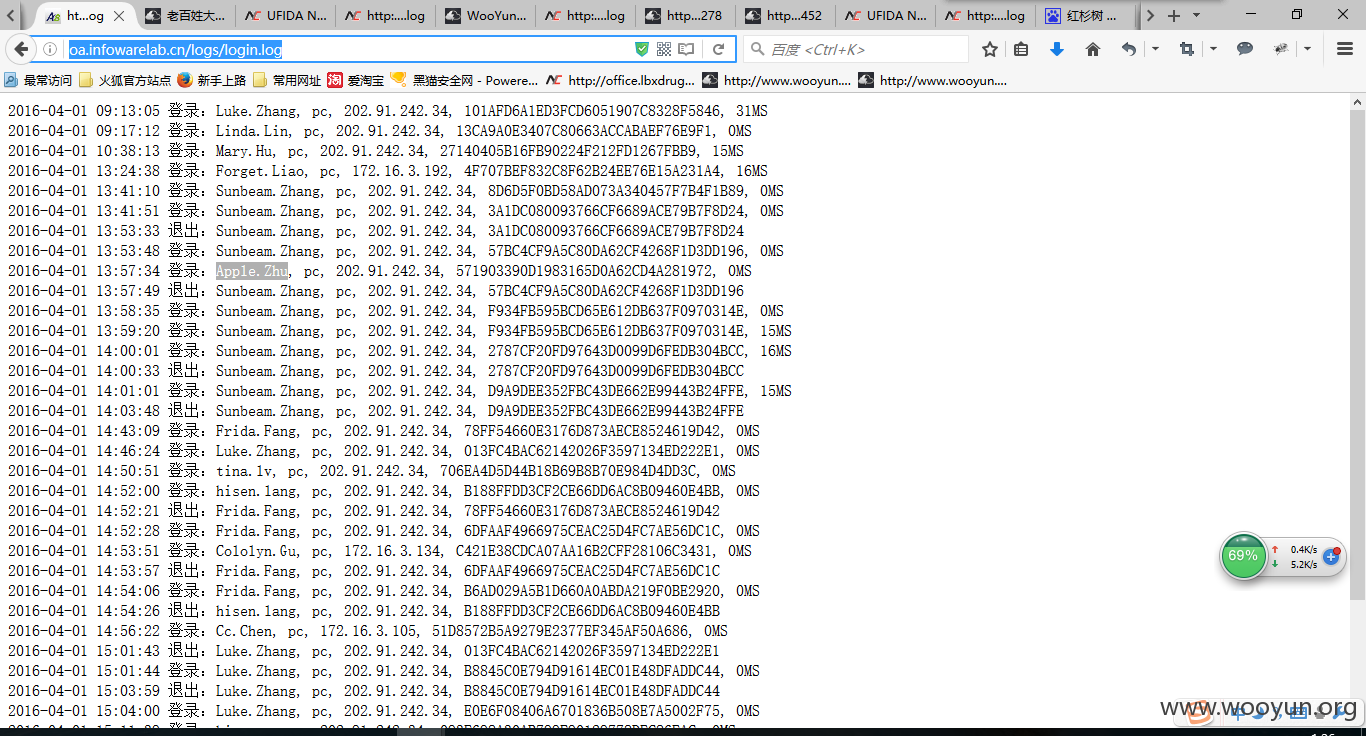 ht...og
老百姓大...
UFIDA N...
http:....log
WooYun...
http:....log
http...278
http...452
UFIDA N...
http:....log
红杉树 ...
oa.infowarelab.cn/logs/login.log
百度 <Ctrl+K>
最常访问 火狐官方站点 新手上路 常用网址 淘 爱淘宝 黑猫安全网 - Powere... http://office.lbxdrug... http://www.wooyun.... http://www.wooyun....
2016-04-01 09:13:05 登录: Luke.Zhang, pc, 202.91.242.34, 101AFD6A1ED3FCD6051907C8328F5846, 31MS
2016-04-01 09:17:12 登录: Linda.Lin, pc, 202.91.242.34, 13CA9A0E3407C80663ACCABAEF76E9F1, 0MS
2016-04-01 10:38:13 登录: Mary.Hu, pc, 202.91.242.34, 27140405B16FB90224F212FD1267FBB9, 15MS
2016-04-01 13:24:38 登录: Forget.Liao, pc, 172.16.3.192, 4F707BEF832C8F62B24EE76E15A231A4, 16MS
2016-04-01 13:41:10 登录: Sunbeam.Zhang, pc, 202.91.242.34, 8D6D5F0BD58AD073A340457F7B4F1B89, 0MS
2016-04-01 13:41:51 登录: Sunbeam.Zhang, pc, 202.91.242.34, 3A1DC080093766CF6689ACE79B7F8D24, 0MS
2016-04-01 13:53:33 退出: Sunbeam.Zhang, pc, 202.91.242.34, 3A1DC080093766CF6689ACE79B7F8D24
2016-04-01 13:53:48 登录: Sunbeam.Zhang, pc, 202.91.242.34, 57BC4CF9A5C80DA62CF4268F1D3DD196, 0MS
2016-04-01 13:57:34 登录: Apple.Zhu, pc, 202.91.242.34, 571903390D1983165D0A62CD4A281972, 0MS
2016-04-01 13:57:49 退出: Sunbeam.Zhang, pc, 202.91.242.34, 57BC4CF9A5C80DA62CF4268F1D3DD196
2016-04-01 13:58:35 登录: Sunbeam.Zhang, pc, 202.91.242.34, F934FB595BCD65E612DB637F0970314E, 0MS
2016-04-01 13:59:20 登录: Sunbeam.Zhang, pc, 202.91.242.34, F934FB595BCD65E612DB637F0970314E, 15MS
2016-04-01 14:00:01 登录: Sunbeam.Zhang, pc, 202.91.242.34, 2787CF20FD97643D0099D6FEDB304BCC, 16MS
2016-04-01 14:00:33 退出: Sunbeam.Zhang, pc, 202.91.242.34, 2787CF20FD97643D0099D6FEDB304BCC
2016-04-01 14:01:01 登录: Sunbeam.Zhang, pc, 202.91.242.34, D9A9DEE352FBC43DE662E99443B24FFE, 15MS
2016-04-01 14:03:48 退出: Sunbeam.Zhang, pc, 202.91.242.34, D9A9DEE352FBC43DE662E99443B24FFE
2016-04-01 14:43:09 登录: Frida.Fang, pc, 202.91.242.34, 78FF54660E3176D873AECE8524619D42, 0MS
2016-04-01 14:46:24 登录: Luke.Zhang, pc, 202.91.242.34, 013FC4BAC62142026F3597134ED222E1, 0MS
2016-04-01 14:50:51 登录: tina.lv, pc, 202.91.242.34, 706EA4D5D44B18B69B8B70E984D4DD3C, 0MS
2016-04-01 14:52:00 登录: hisen.lang, pc, 202.91.242.34, B188FFDD3CF2CE66DD6AC8B09460E4BB, 0MS
2016-04-01 14:52:21 退出: Frida.Fang, pc, 202.91.242.34, 78FF54660E3176D873AECE8524619D42
2016-04-01 14:52:28 登录: Frida.Fang, pc, 202.91.242.34, 6DFAAF4966975CEAC25D4FC7AE56DC1C, 0MS
2016-04-01 14:53:51 登录: Cololyn.Gu, pc, 172.16.3.134, C421E38CDCA07AA16B2CFF28106C3431, 0MS
2016-04-01 14:53:57 退出: Frida.Fang, pc, 202.91.242.34, 6DFAAF4966975CEAC25D4FC7AE56DC1C
2016-04-01 14:54:06 登录: Frida.Fang, pc, 202.91.242.34, B6AD029A5B1D660A0ABDA219F0BE2920, 0MS
2016-04-01 14:54:26 退出: hisen.lang, pc, 202.91.242.34, B188FFDD3CF2CE66DD6AC8B09460E4BB
2016-04-01 14:56:22 登录: Cc.Chen, pc, 172.16.3.105, 51D8572B5A9279E2377EF345AF50A686, 0MS
2016-04-01 15:01:43 退出: Luke.Zhang, pc, 202.91.242.34, 013FC4BAC62142026F3597134ED222E1
2016-04-01 15:01:44 登录: Luke.Zhang, pc, 202.91.242.34, B8845C0E794D91614EC01E48DFADDC44, 0MS
2016-04-01 15:03:59 退出: Luke.Zhang, pc, 202.91.242.34, B8845C0E794D91614EC01E48DFADDC44
2016-04-01 15:04:00 登录: Luke.Zhang, pc, 202.91.242.34, E0E6F08406A6701836B508E7A5002F75, 0MS
69%
0.4K/s
5.2K/s
www.wooyun.org